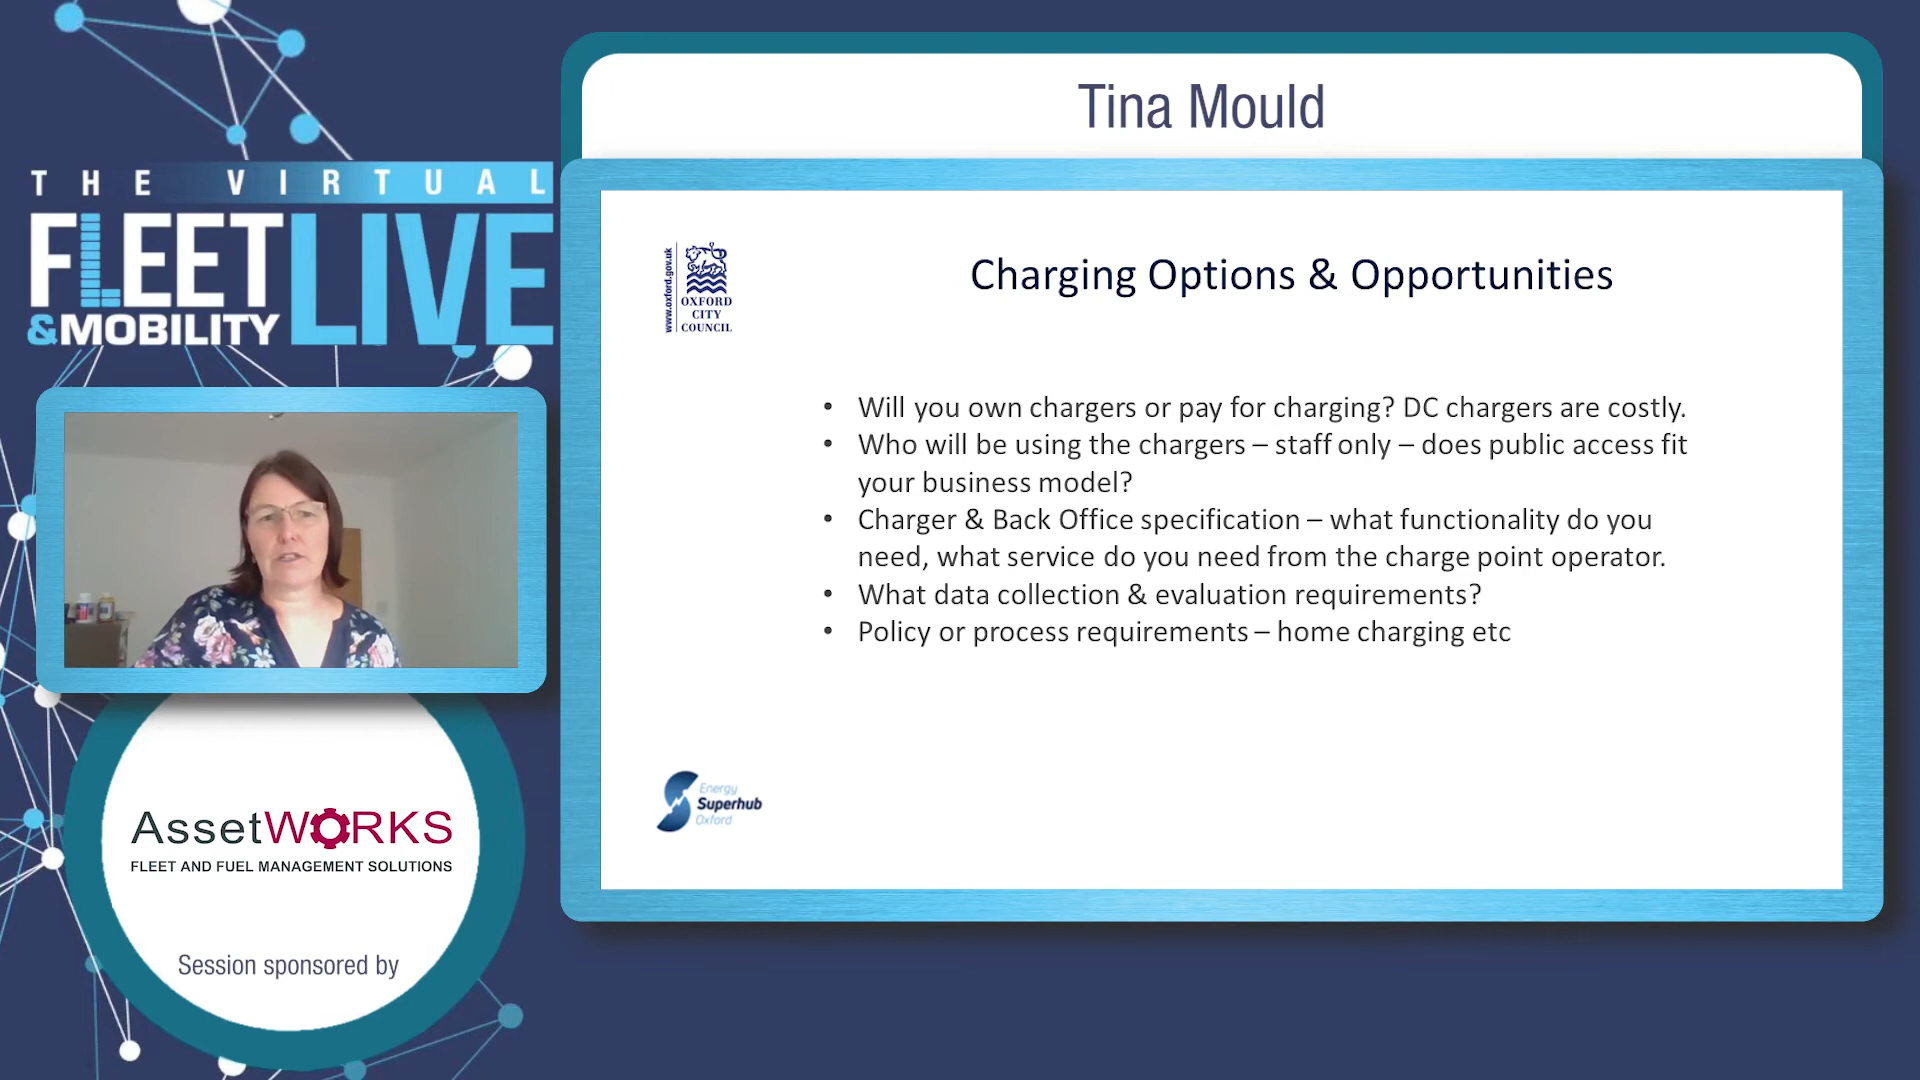 THE VIRTUAL
FLEET
&MOBILITY
LIVE
Tina Mould
www.oxford.gov.uk
OXFORD
CITY
COUNCIL
Charging Options & Opportunities
• Will you own chargers or pay for charging? DC chargers are costly.
• Who will be using the chargers – staff only – does public access fit
your business model?
• Charger & Back Office specification – what functionality do you
need, what service do you need from the charge point operator.
• What data collection & evaluation requirements?
• Policy or process requirements – home charging etc
Energy
Superhub
Oxford
AssetWORKS
FLEET AND FUEL MANAGEMENT SOLUTIONS
Session sponsored by